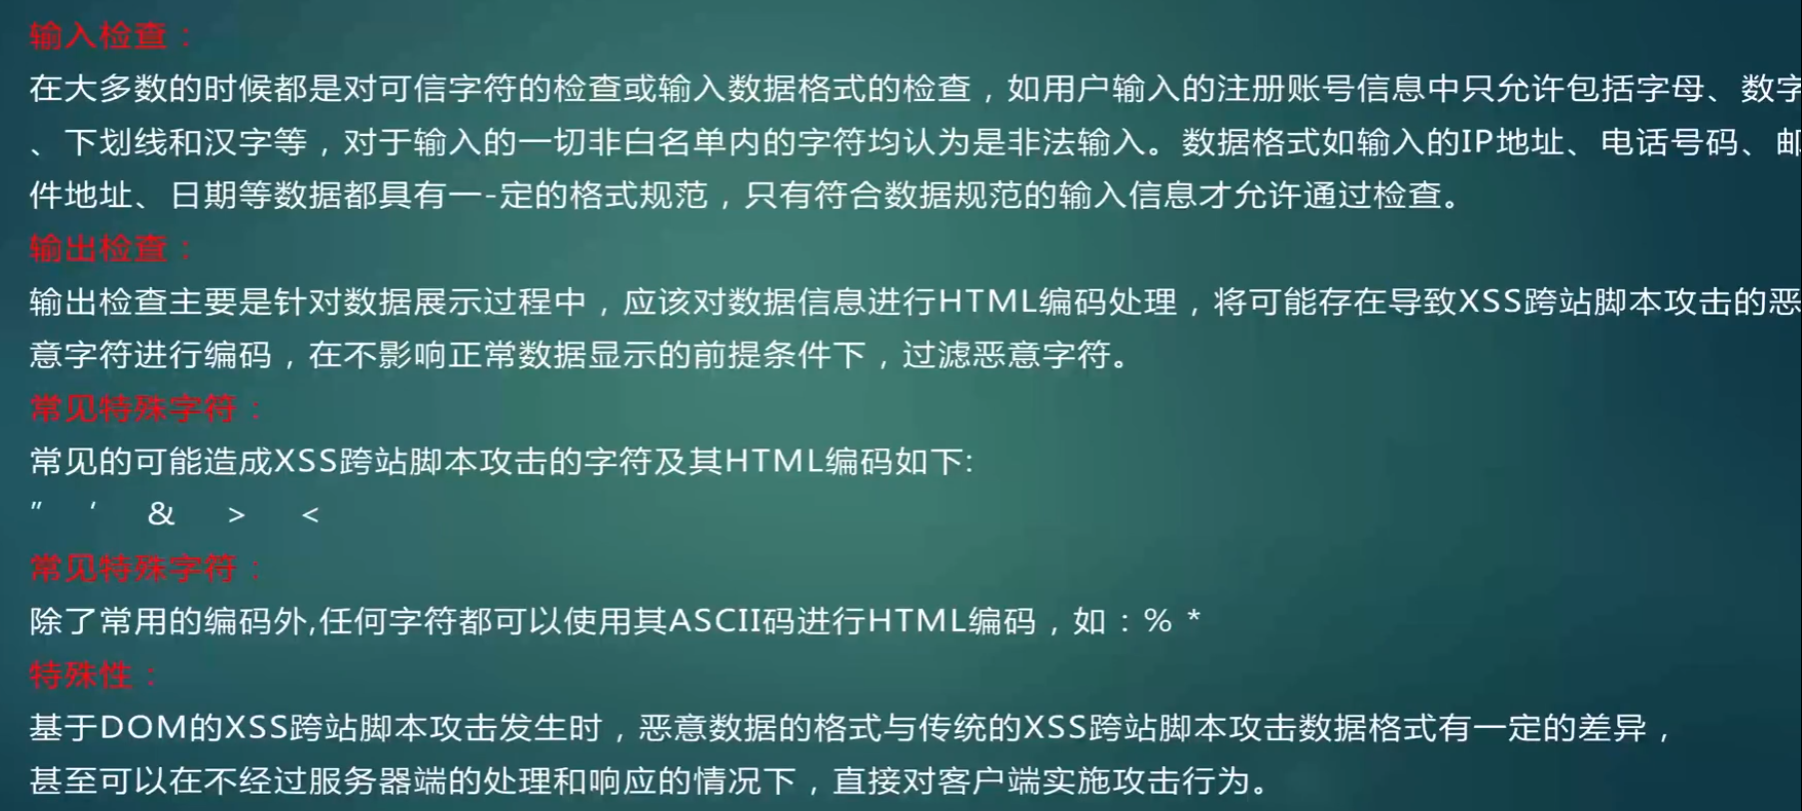 输入检查：
在大多数的时候都是对可信字符的检查或输入数据格式的检查，如用户输入的注册账号信息中只允许包括字母、数字
、下划线和汉字等，对于输入的一切非白名单内的字符均认为是非法输入。数据格式如输入的IP地址、电话号码、邮
件地址、日期等数据都具有一-定的格式规范，只有符合数据规范的输入信息才允许通过检查。
输出检查：
输出检查主要是针对数据展示过程中，应该对数据信息进行HTML编码处理，将可能存在导致XSS跨站脚本攻击的恶
意字符进行编码，在不影响正常数据显示的前提条件下，过滤恶意字符。
常见特殊字符：
常见的可能造成XSS跨站脚本攻击的字符及其HTML编码如下:
" ' & > <
常见特殊字符：
除了常用的编码外,任何字符都可以使用其ASCII码进行HTML编码，如：% *
特殊性：
基于DOM的XSS跨站脚本攻击发生时，恶意数据的格式与传统的XSS跨站脚本攻击数据格式有一定的差异，
甚至可以在不经过服务器端的处理和响应的情况下，直接对客户端实施攻击行为。